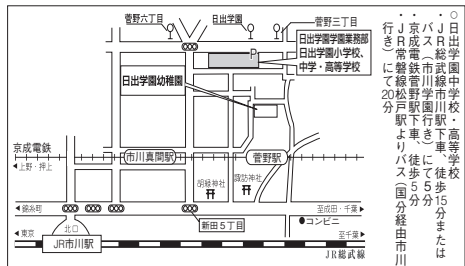 ○日出学園中学校・高等学校
・JR総武線市川駅下車、徒歩15分または
バス(市川学園行き)にて5分
・京成電鉄菅野駅下車、徒歩5分
・JR常磐線松戸駅よりバス(国分経由市川
行き)にて20分
菅野六丁目
日出学園
菅野三丁目
P
日出学園学園業務部
日出学園小学校、
中学・高等学校
日出学園幼稚園
京成電鉄
◀上野・押上
市川真間駅
菅野駅
胡録神社
諏訪神社
◀錦糸町
至成田・千葉▶
新田5丁目
●コンビニ
◀東京
北口
JR市川駅
至千葉▶
JR総武線